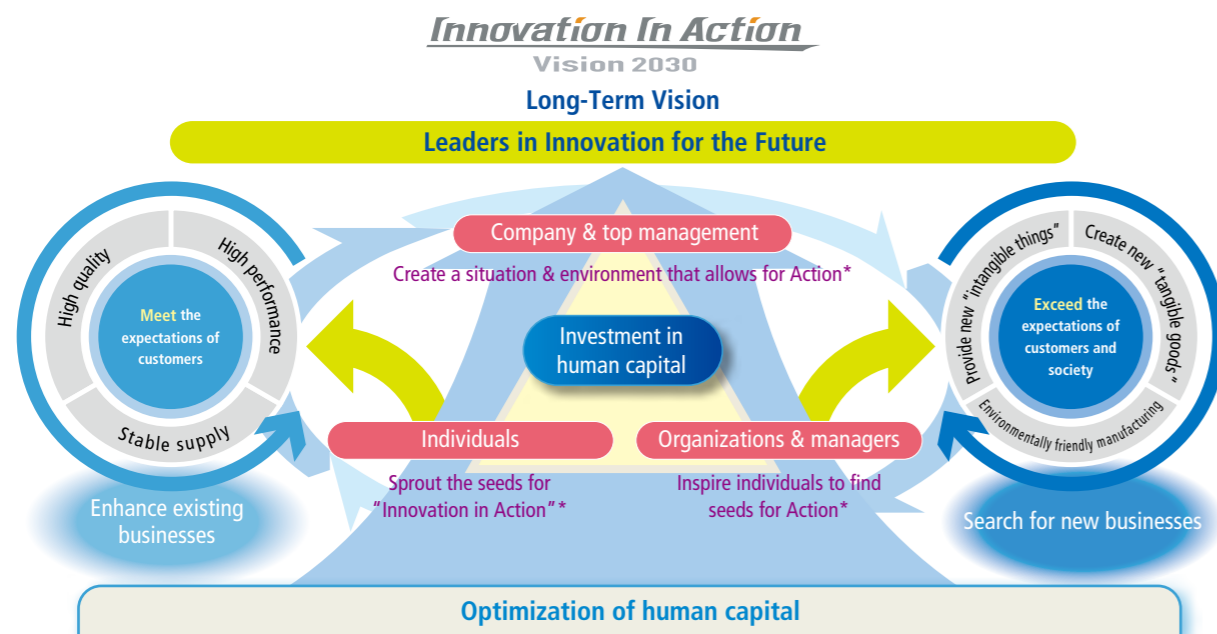 Innovation In Action
Vision 2030
Long-Term Vision
Leaders in Innovation for the Future
High quality
High performance
Stable supply
Meet the
expectations of
customers
Enhance existing
businesses
Company & top management
Create a situation & environment that allows for Action*
Investment in
human capital
Individuals
Sprout the seeds for
“Innovation in Action”*
Organizations & managers
Inspire individuals to find
seeds for Action*
Provide new “intangible things”
Create new “tangible goods”
Environmentally friendly manufacturing
Exceed the
expectations of
customers and
society
Search for new businesses
Optimization of human capital